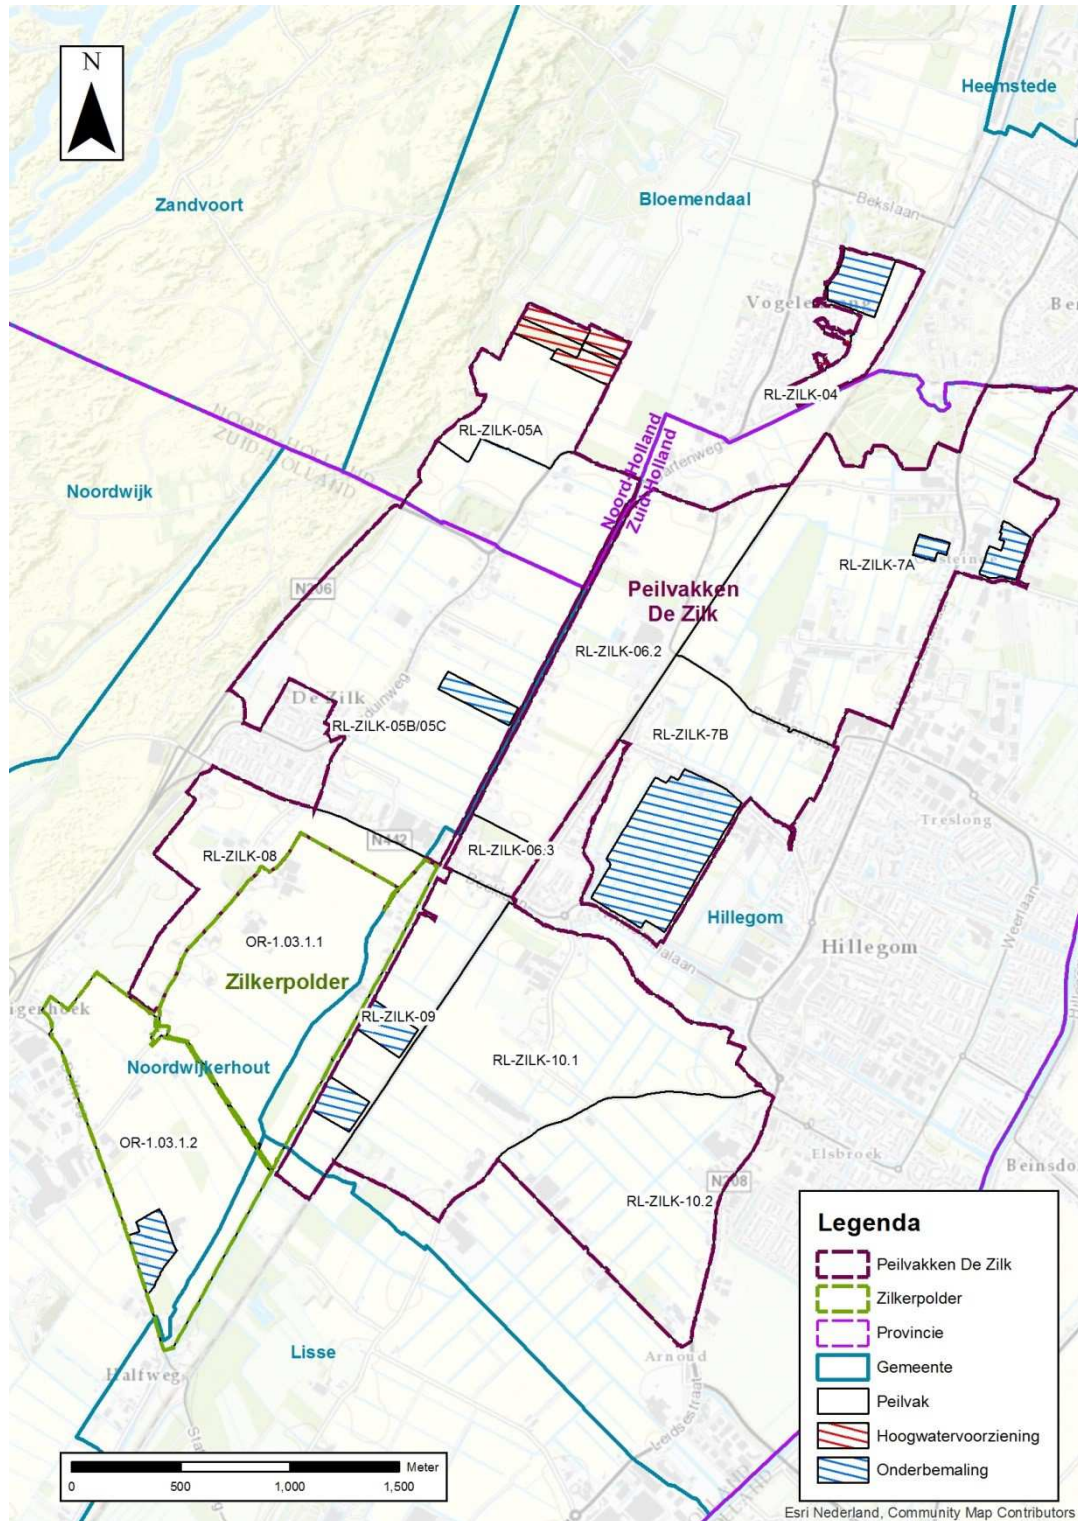 N
Heemstede
Zandvoort
Bloemendaal
Bekslaan
RL-ZILK-04
NOORD-HOLLAND
ZUID-HOLLAND
RL-ZILK-05A
Noord-Holland
Zuid-Holland
Noordwijk
RL-ZILK-7A
N206
Peilvakken
De Zilk
RL-ZILK-06.2
De Zilk
RL-ZILK-05B/05C
RL-ZILK-7B
Treslong
N442
RL-ZILK-06.3
RL-ZILK-08
Weerlaan
Hillegom
Hillegom
OR-1.03.1.1
Zilkerpolder
RL-ZILK-09
RL-ZILK-10.1
Noordwijkerhout
OR-1.03.1.2
Elsbroek
N208
RL-ZILK-10.2
Lisse
Arnoud
Halfweg
Leidsestraat
Legenda
Peilvakken De Zilk
Zilkerpolder
Provincie
Gemeente
Peilvak
Hoogwatervoorziening
Onderbemaling
Meter
0 500 1,000 1,500
Esri Nederland, Community Map Contributors